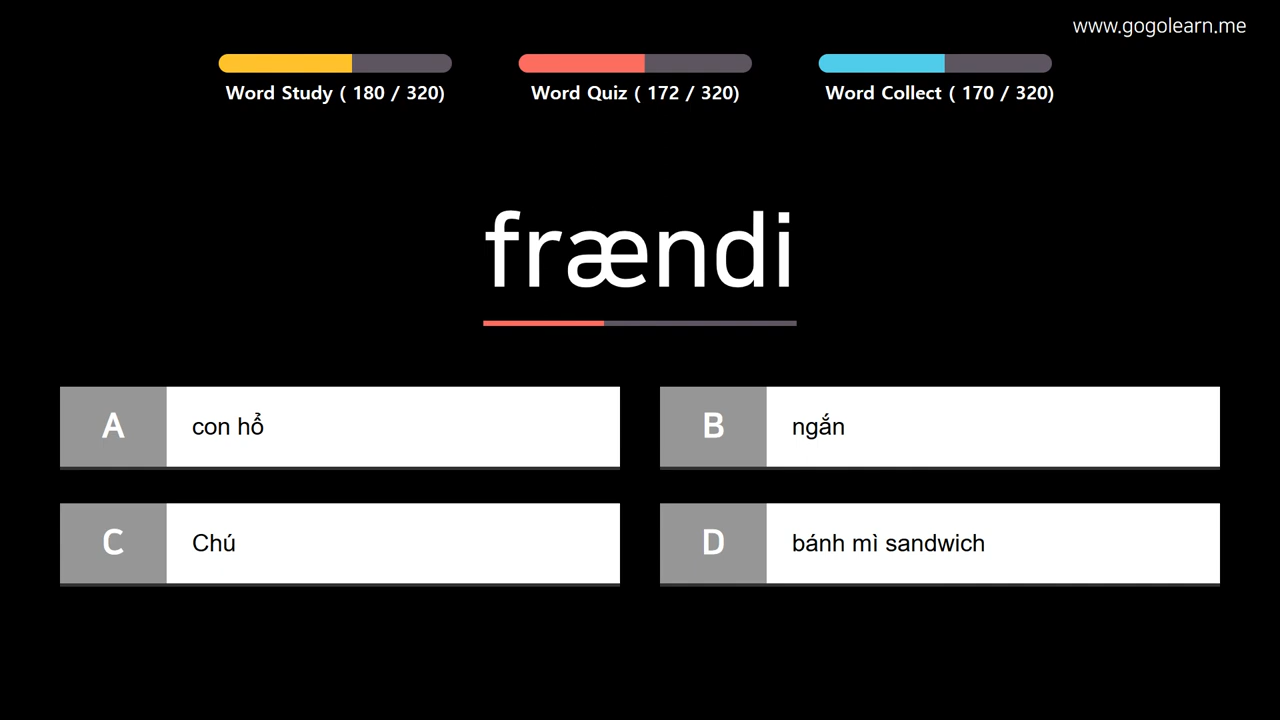 www.gogolearn.me
Word Study ( 180 / 320)
Word Quiz ( 172 / 320)
Word Collect ( 170 / 320)
frændi
A con hổ
B ngắn
C Chú
D bánh mì sandwich